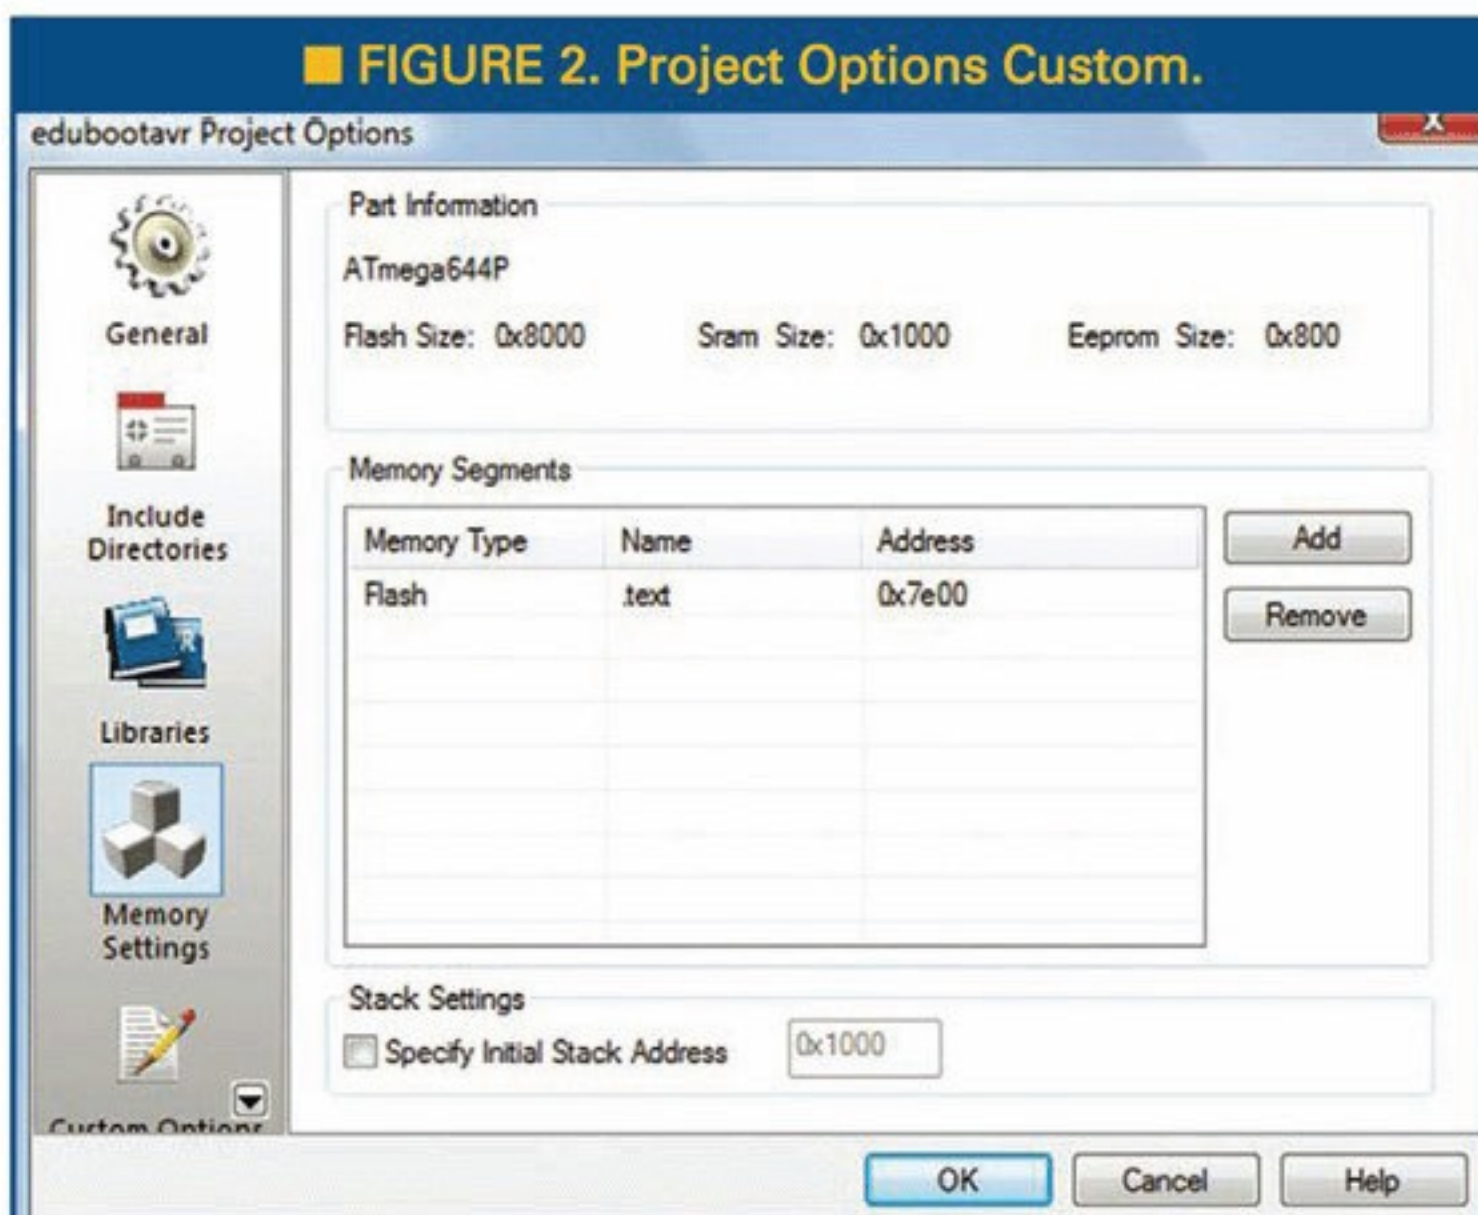 FIGURE 2. Project Options Custom.
edubootavr Project Options
General
Include
Directories
Libraries
Memory
Settings
Custom Options
Part Information
ATmega644P
Flash Size: 0x8000 Sram Size: 0x1000 Eeprom Size: 0x800
Memory Segments
Memory Type Name Address
Flash .text 0x7e00
Add
Remove
Stack Settings
Specify Initial Stack Address 0x1000
OK Cancel Help